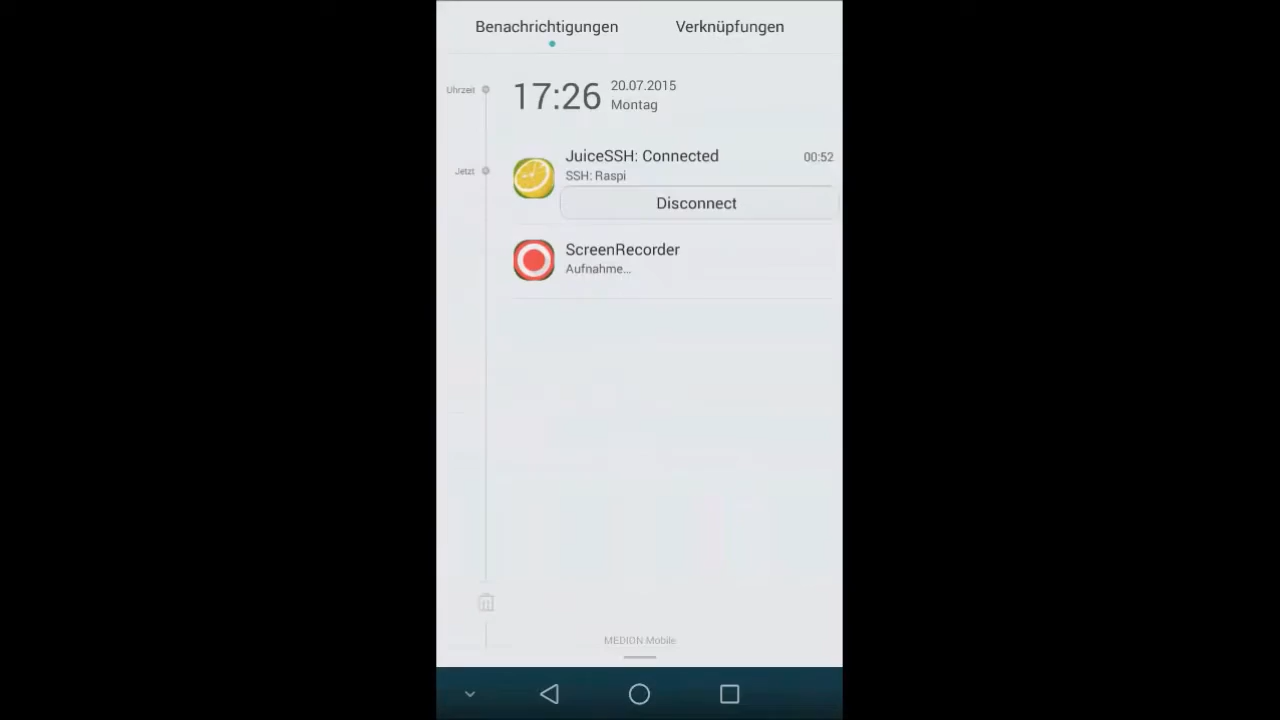 Benachrichtigungen Verknüpfungen
Uhrzeit
17:26
20.07.2015
Montag
Jetzt
JuiceSSH: Connected 00:52
SSH: Raspi
Disconnect
ScreenRecorder
Aufnahme...
MEDION Mobile